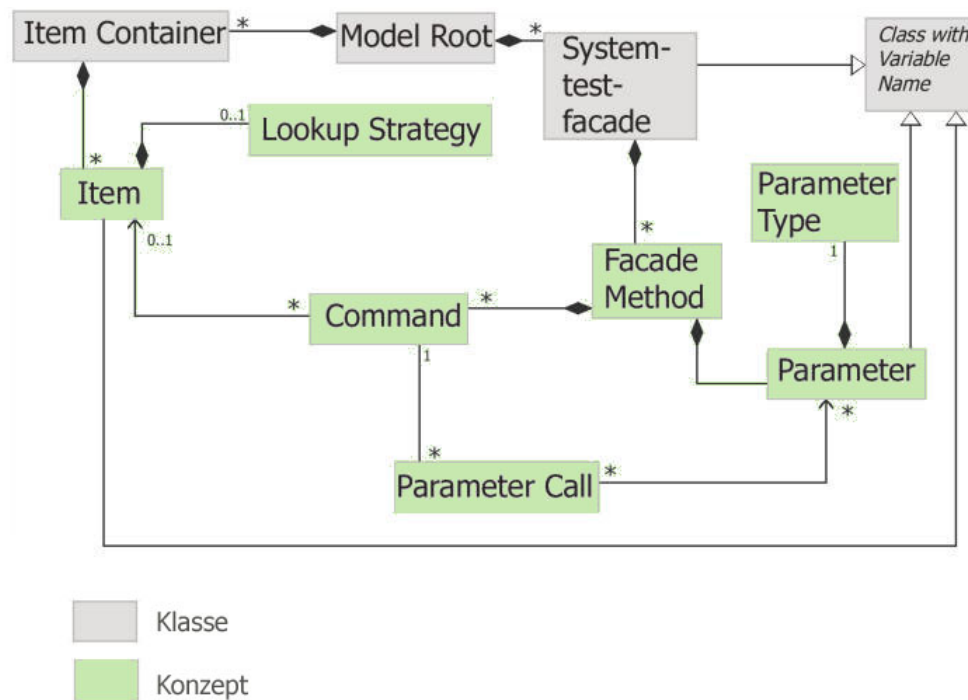 Item Container
*
Model Root
*
System-
test-
facade
Class with
Variable
Name
0..1
Lookup Strategy
*
Item
Parameter
Type
1
0..1
*
Facade
Method
*
Command
*
1
Parameter
*
*
Parameter Call
*
Klasse
Konzept